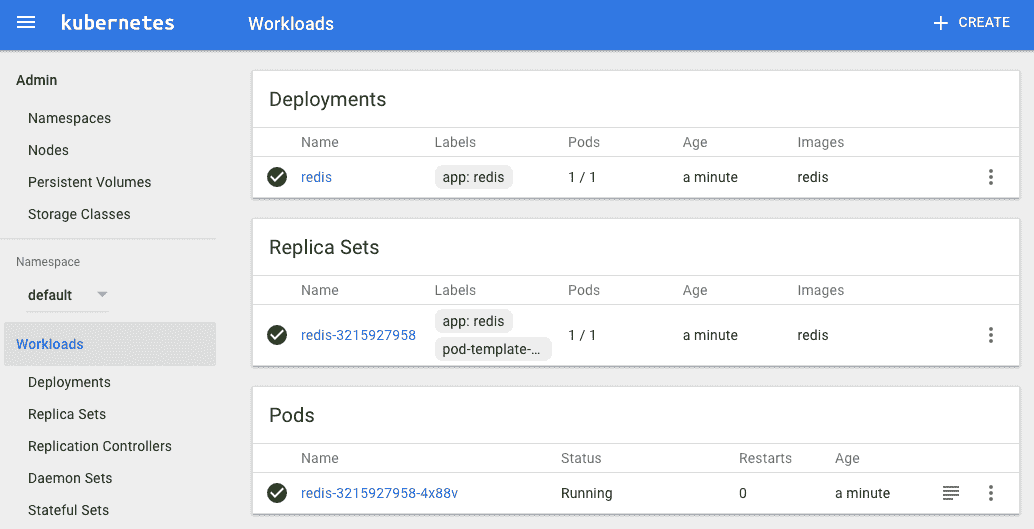 kubernetes Workloads CREATE
Admin
Namespaces
Nodes
Persistent Volumes
Storage Classes
Namespace
default
Workloads
Deployments
Replica Sets
Replication Controllers
Daemon Sets
Stateful Sets
Deployments
Name Labels Pods Age Images
redis app: redis 1 / 1 a minute redis
Replica Sets
Name Labels Pods Age Images
redis-3215927958 app: redis 1 / 1 a minute redis
pod-template-...
Pods
Name Status Restarts Age
redis-3215927958-4x88v Running 0 a minute